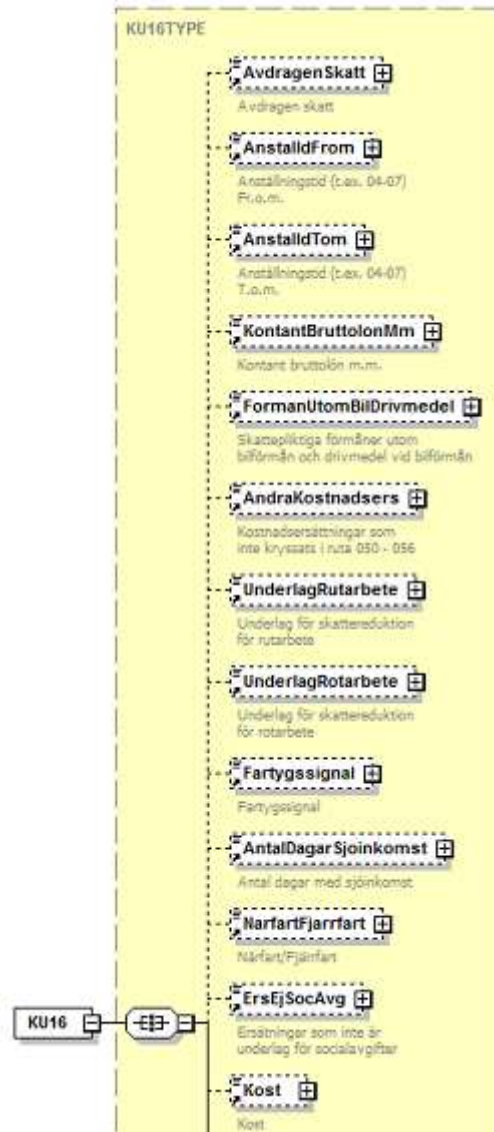 KU16TYPE
AvdragenSkatt
Avdragen skatt
AnstalldFrom
Anställningstid (t.ex. 04-07)
Fr.o.m.
AnstalldTom
Anställningstid (t.ex. 04-07)
T.o.m.
KontantBruttolonMm
Kontant bruttolön m.m.
FormanUtomBilDrivmedel
Skattepliktiga förmåner utom
bilförmån och drivmedel vid bilförmån
AndraKostnadsers
Kostnadsersättningar som
inte kryssats i ruta 050 - 056
UnderlagRutarbete
Underlag för skattereduktion
för rutarbete
UnderlagRotarbete
Underlag för skattereduktion
för rotarbete
Fartygssignal
Fartygssignal
AntalDagarSjoinkomst
Antal dagar med sjöinkomst
NarfartFjarrfart
Närfart/Fjärrfart
ErsEjSocAvg
Ersätningar som inte är
underlag för socialavgifter
KU16
Kost
Kost